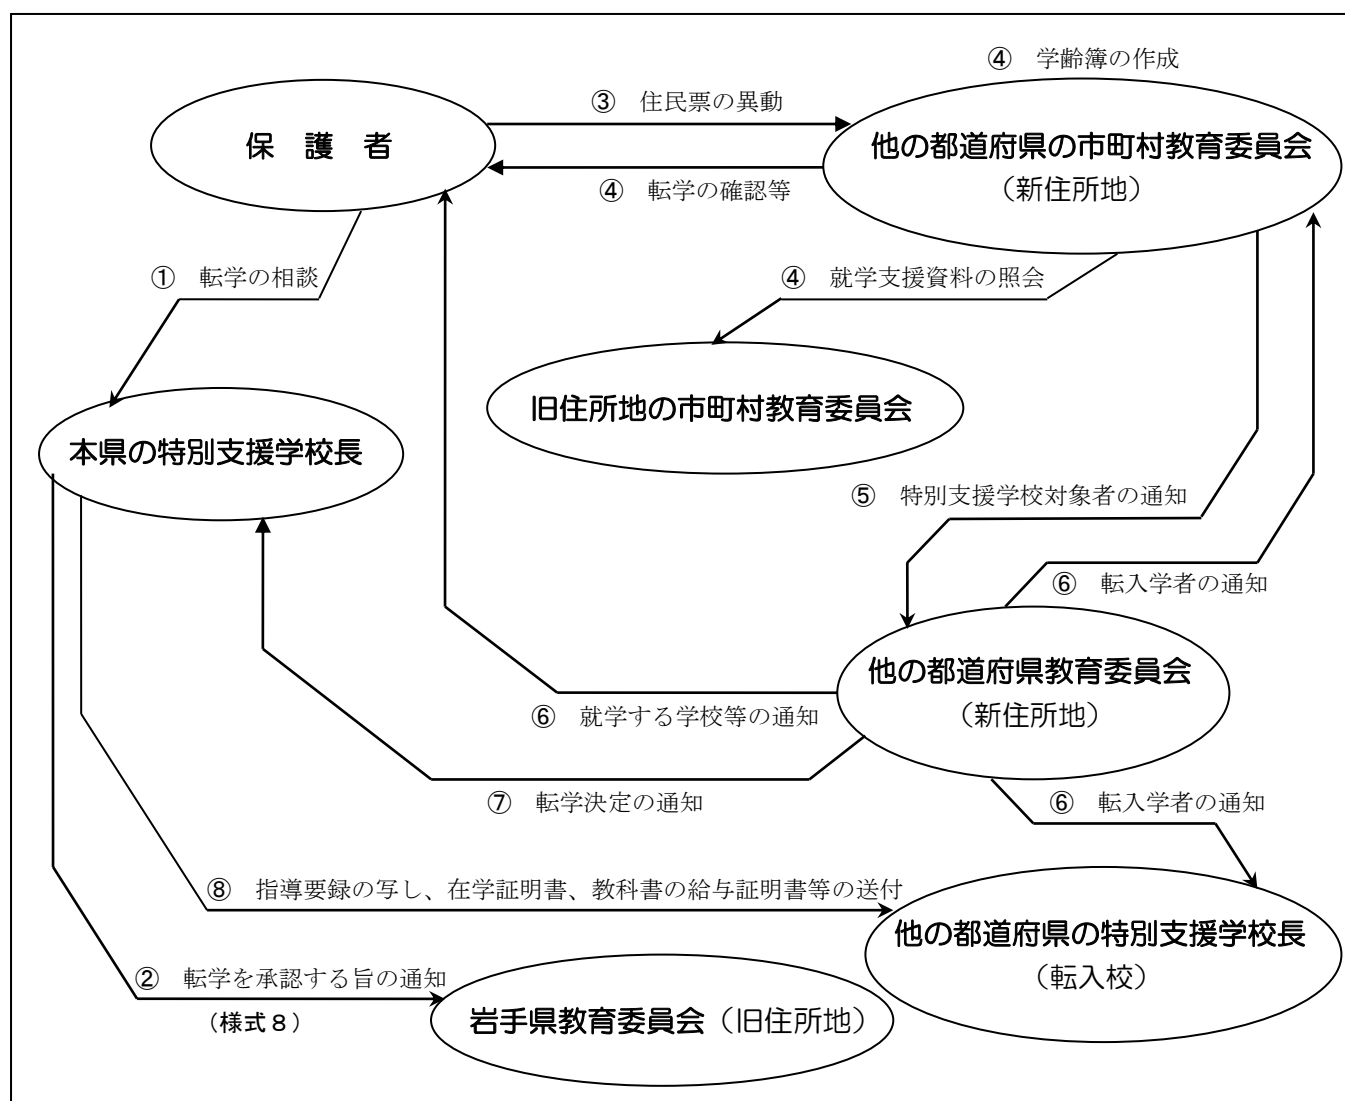 ④　学齢簿の作成
③　住民票の異動
保　護　者
他の都道府県の市町村教育委員会
（新住所地）
④　転学の確認等
①　転学の相談
④　就学支援資料の照会
旧住所地の市町村教育委員会
本県の特別支援学校長
⑤　特別支援学校対象者の通知
⑥　転入学者の通知
他の都道府県教育委員会
（新住所地）
⑥　就学する学校等の通知
⑦　転学決定の通知
⑥　転入学者の通知
⑧　指導要録の写し、在学証明書、教科書の給与証明書等の送付
他の都道府県の特別支援学校長
（転入校）
②　転学を承認する旨の通知
（様式８）
岩手県教育委員会（旧住所地）